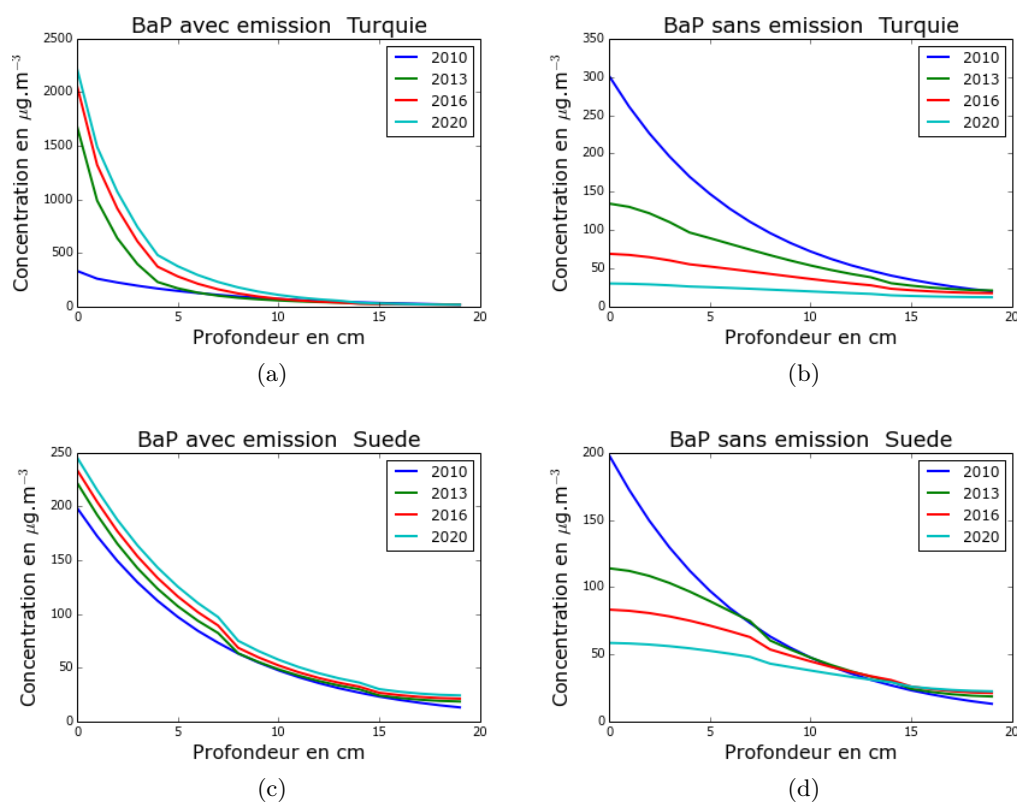 BaP avec emission  Turquie
Concentration en μg.m⁻³
2500
2000
1500
1000
500
0
0 5 10 15 20
Profondeur en cm
2010
2013
2016
2020
(a)
BaP sans emission  Turquie
Concentration en μg.m⁻³
350
300
250
200
150
100
50
0
0 5 10 15 20
Profondeur en cm
2010
2013
2016
2020
(b)
BaP avec emission  Suede
Concentration en μg.m⁻³
250
200
150
100
50
0
0 5 10 15 20
Profondeur en cm
2010
2013
2016
2020
(c)
BaP sans emission  Suede
Concentration en μg.m⁻³
200
150
100
50
0
0 5 10 15 20
Profondeur en cm
2010
2013
2016
2020
(d)